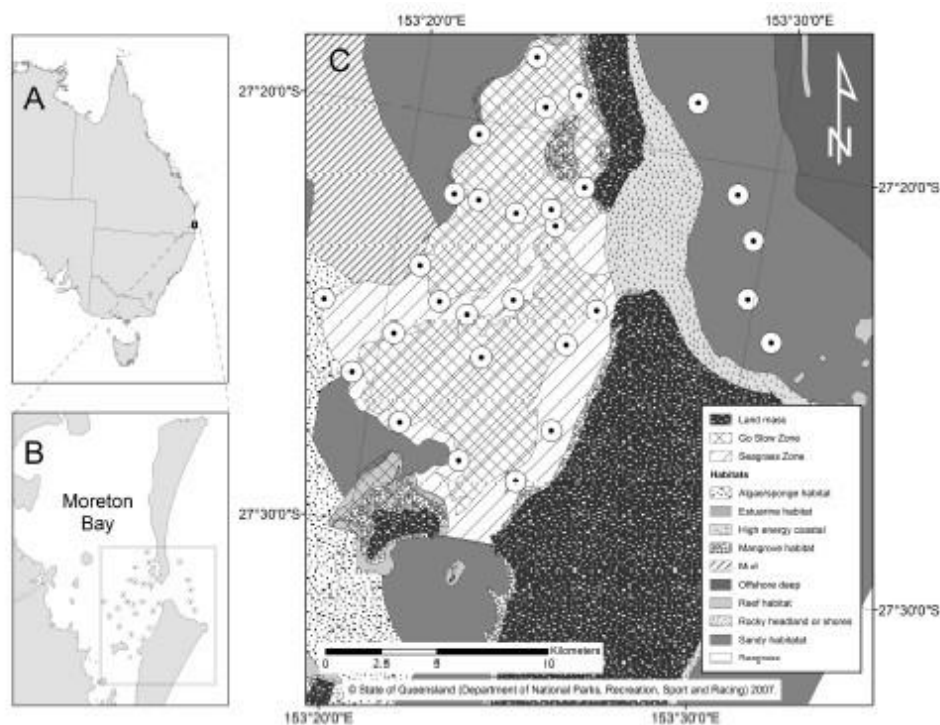 153°20'0"E
153°30'0"E
A
C
27°20'0"S
N
27°20'0"S
B
Moreton
Bay
Land mass
Go Slow Zone
Seagrass Zone
Habitats
Algae/sponge habitat
Estuarine habitat
High energy coastal
Mangrove habitat
Mud
Offshore deep
Reef habitat
Rocky headland or shores
Sandy habitatat
Seagrass
27°30'0"S
27°30'0"S
Kilometers
0 2.5 5 10
© State of Queensland (Department of National Parks, Recreation, Sport and Racing) 2007.
153°20'0"E
153°30'0"E